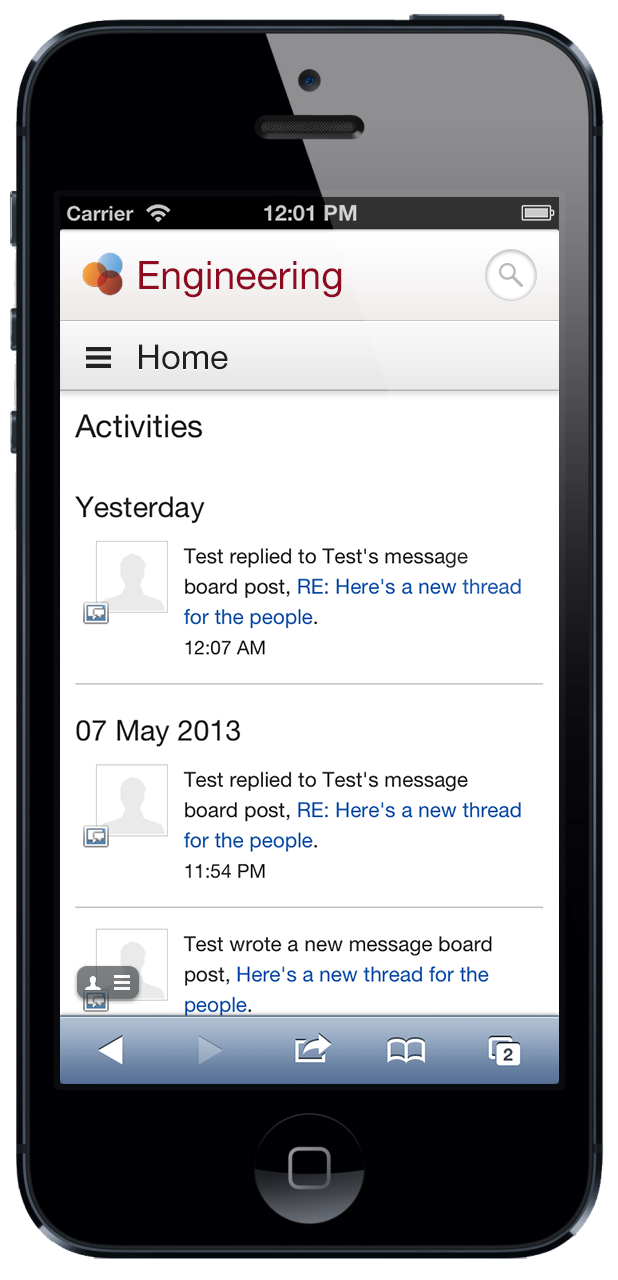 Carrier 12:01 PM
Engineering
Home
Activities
Yesterday
Test replied to Test's message
board post, RE: Here's a new thread
for the people.
12:07 AM
07 May 2013
Test replied to Test's message
board post, RE: Here's a new thread
for the people.
11:54 PM
Test wrote a new message board
post, Here's a new thread for the
people.
2